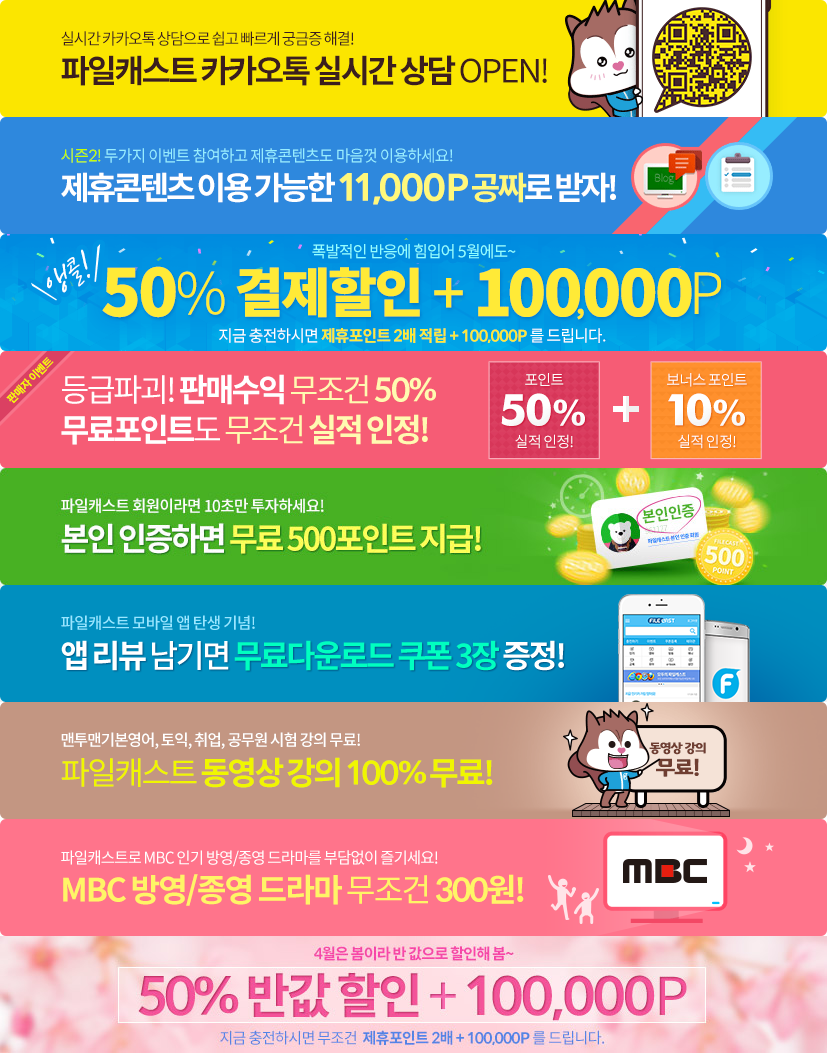 실시간 카카오톡 상담으로 쉽고 빠르게 궁금증 해결!
파일캐스트 카카오톡 실시간 상담 OPEN!
시즌2! 두가지 이벤트 참여하고 제휴콘텐츠도 마음껏 이용하세요!
제휴콘텐츠 이용 가능한 11,000P 공짜로 받자!
Blog
앵콜!
폭발적인 반응에 힘입어 5월에도~
50% 결제할인 + 100,000P
지금 충전하시면 제휴포인트 2배 적립 + 100,000P 를 드립니다.
판매자 이벤트
등급파괴! 판매수익 무조건 50%
무료포인트도 무조건 실적 인정!
포인트
50%
실적 인정!
+
보너스 포인트
10%
실적 인정!
파일캐스트 회원이라면 10초만 투자하세요!
본인 인증하면 무료 500포인트 지급!
본인인증
파일캐스트 본인 인증 회원
FILECAST
500
POINT
파일캐스트 모바일 앱 탄생 기념!
앱 리뷰 남기면 무료다운로드 쿠폰 3장 증정!
FILECAST
F
맨투맨기본영어, 토익, 취업, 공무원 시험 강의 무료!
파일캐스트 동영상 강의 100% 무료!
동영상 강의
무료!
파일캐스트로 MBC 인기 방영/종영 드라마를 부담없이 즐기세요!
MBC 방영/종영 드라마 무조건 300원!
MBC
4월은 봄이라 반 값으로 할인해 봄~
50% 반값 할인 + 100,000P
지금 충전하시면 무조건 제휴포인트 2배 + 100,000P 를 드립니다.